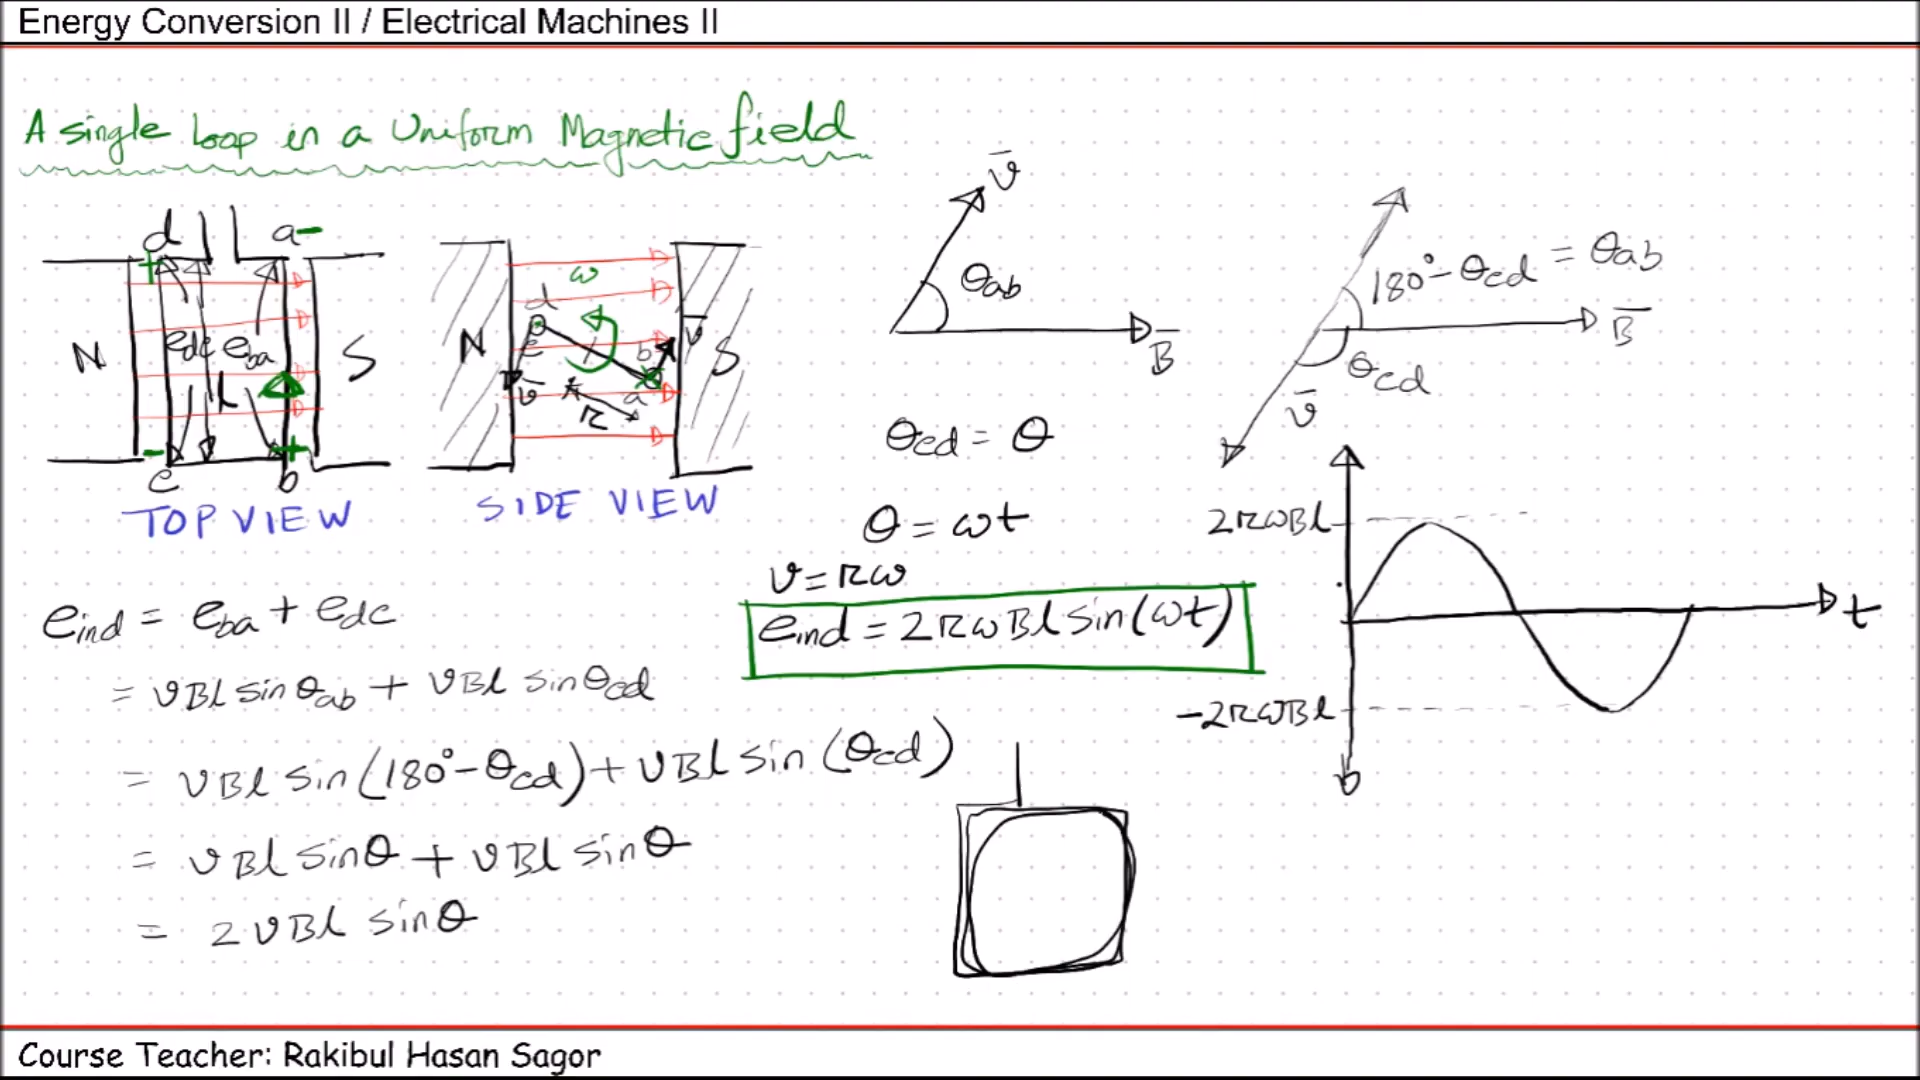 Energy Conversion II / Electrical Machines II
A single Loop in a Uniform Magnetic field
d a-
+
N edc eba S
L
- +
c b
TOP VIEW
ω
d
N c b v̄ S
v̄ a
r
SIDE VIEW
v̄
θab
B̄
180° - θcd = θab
B̄
θcd
v̄
θcd = θ
θ = ωt
v = rω
eind = 2rωBl sin(ωt)
eind = eba + edc
= vBl sin θab + vBl sin θcd
= vBl sin(180° - θcd) + vBl sin (θcd)
= vBl sinθ + vBl sinθ
= 2vBl sinθ
2rωBl
t
-2rωBl
Course Teacher: Rakibul Hasan Sagor